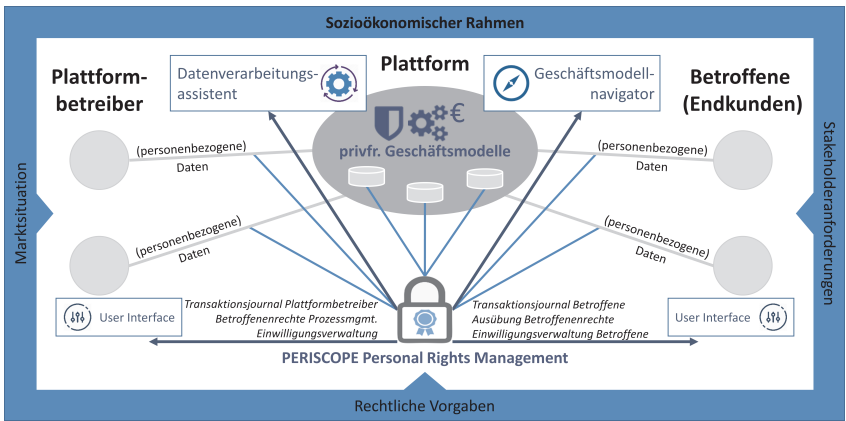 Sozioökonomischer Rahmen
Plattform-
betreiber
Datenverarbeitungs-
assistent
Plattform
Geschäftsmodell-
navigator
Betroffene
(Endkunden)
€
privfr. Geschäftsmodelle
(personenbezogene)
Daten
(personenbezogene)
Daten
(personenbezogene)
Daten
(personenbezogene)
Daten
Marktsituation
Stakeholderanforderungen
User Interface
Transaktionsjournal Plattformbetreiber
Betroffenenrechte Prozessmgmt.
Einwilligungsverwaltung
Transaktionsjournal Betroffene
Ausübung Betroffenenrechte
Einwilligungsverwaltung Betroffene
User Interface
PERISCOPE Personal Rights Management
Rechtliche Vorgaben